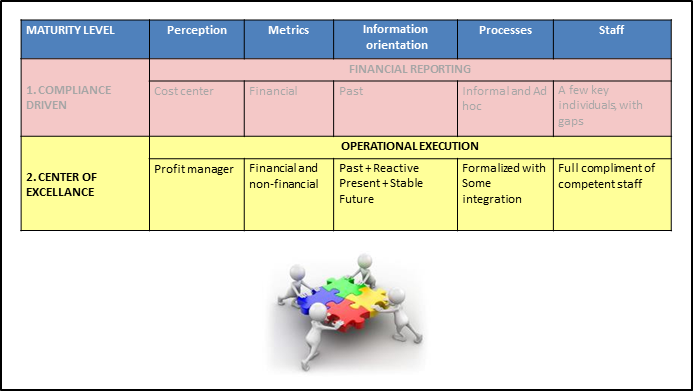 MATURITY LEVEL
Perception
Metrics
Information
orientation
Processes
Staff
FINANCIAL REPORTING
1. COMPLIANCE
DRIVEN
Cost center
Financial
Past
Informal and Ad
hoc
A few key
individuals, with
gaps
OPERATIONAL EXECUTION
2. CENTER OF
EXCELLANCE
Profit manager
Financial and
non-financial
Past + Reactive
Present + Stable
Future
Formalized with
Some
integration
Full compliment of
competent staff